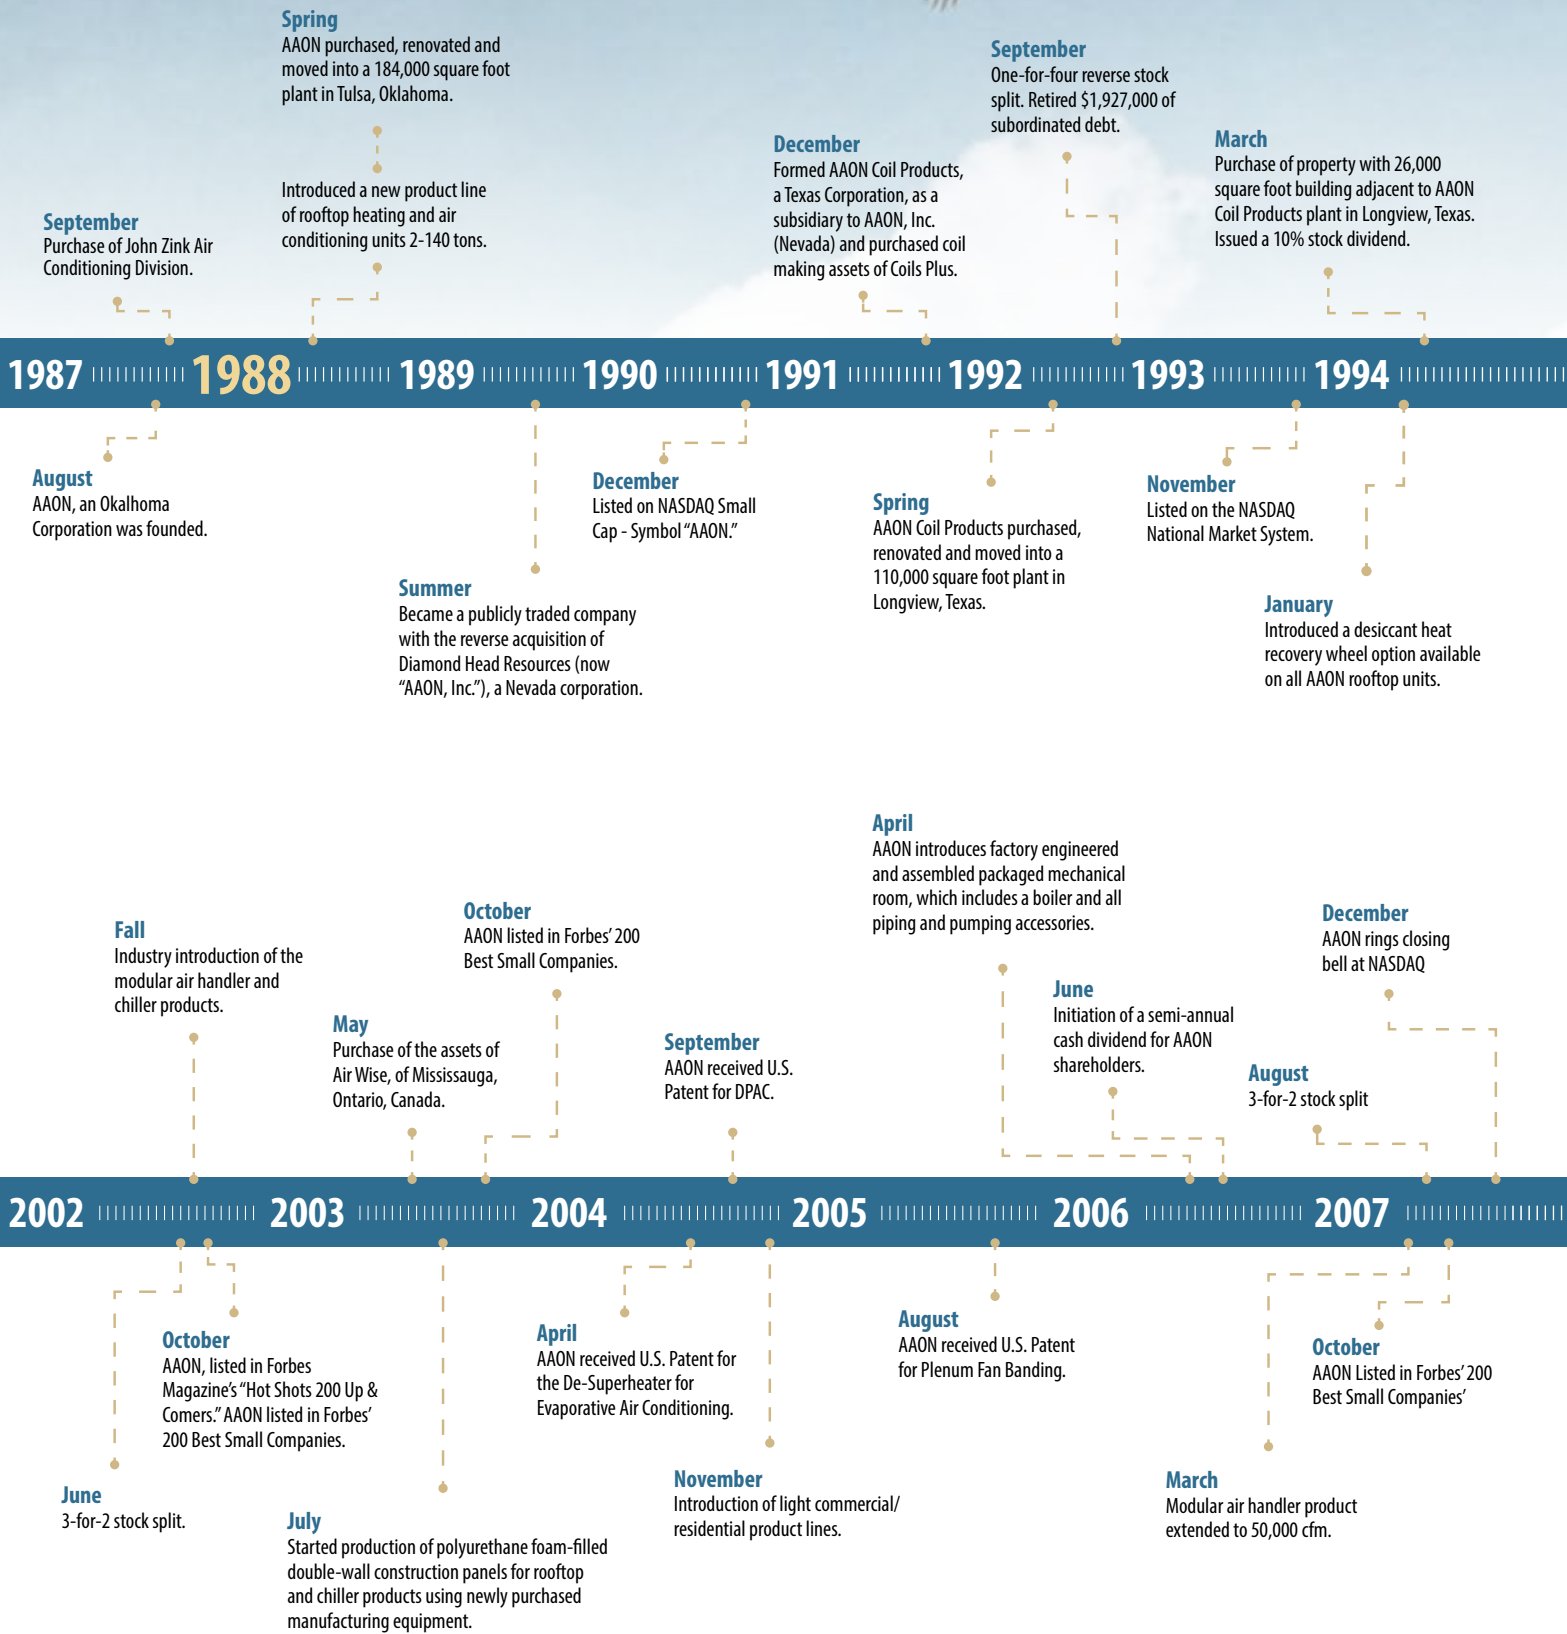 Spring
AAON purchased, renovated and
moved into a 184,000 square foot
plant in Tulsa, Oklahoma.
Introduced a new product line
of rooftop heating and air
conditioning units 2-140 tons.
September
Purchase of John Zink Air
Conditioning Division.
December
Formed AAON Coil Products,
a Texas Corporation, as a
subsidiary to AAON, Inc.
(Nevada) and purchased coil
making assets of Coils Plus.
September
One-for-four reverse stock
split. Retired $1,927,000 of
subordinated debt.
March
Purchase of property with 26,000
square foot building adjacent to AAON
Coil Products plant in Longview, Texas.
Issued a 10% stock dividend.
1987 1988 1989 1990 1991 1992 1993 1994
August
AAON, an Okalhoma
Corporation was founded.
Summer
Became a publicly traded company
with the reverse acquisition of
Diamond Head Resources (now
“AAON, Inc.”), a Nevada corporation.
December
Listed on NASDAQ Small
Cap - Symbol “AAON.”
Spring
AAON Coil Products purchased,
renovated and moved into a
110,000 square foot plant in
Longview, Texas.
November
Listed on the NASDAQ
National Market System.
January
Introduced a desiccant heat
recovery wheel option available
on all AAON rooftop units.
Fall
Industry introduction of the
modular air handler and
chiller products.
May
Purchase of the assets of
Air Wise, of Mississauga,
Ontario, Canada.
October
AAON listed in Forbes’ 200
Best Small Companies.
September
AAON received U.S.
Patent for DPAC.
April
AAON introduces factory engineered
and assembled packaged mechanical
room, which includes a boiler and all
piping and pumping accessories.
June
Initiation of a semi-annual
cash dividend for AAON
shareholders.
August
3-for-2 stock split
December
AAON rings closing
bell at NASDAQ
2002 2003 2004 2005 2006 2007
June
3-for-2 stock split.
October
AAON, listed in Forbes
Magazine’s “Hot Shots 200 Up &
Comers.” AAON listed in Forbes’
200 Best Small Companies.
July
Started production of polyurethane foam-filled
double-wall construction panels for rooftop
and chiller products using newly purchased
manufacturing equipment.
April
AAON received U.S. Patent for
the De-Superheater for
Evaporative Air Conditioning.
November
Introduction of light commercial/
residential product lines.
August
AAON received U.S. Patent
for Plenum Fan Banding.
March
Modular air handler product
extended to 50,000 cfm.
October
AAON Listed in Forbes’ 200
Best Small Companies’